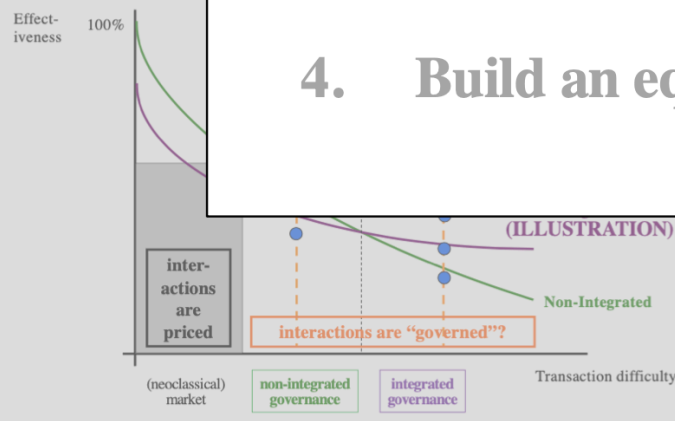 Effect-
iveness
100%
4. Build an
(ILLUSTRATION)
Non-Integrated
inter-
actions
are
priced
interactions are “governed”?
Transaction difficulty
(neoclassical)
market
non-integrated
governance
integrated
governance